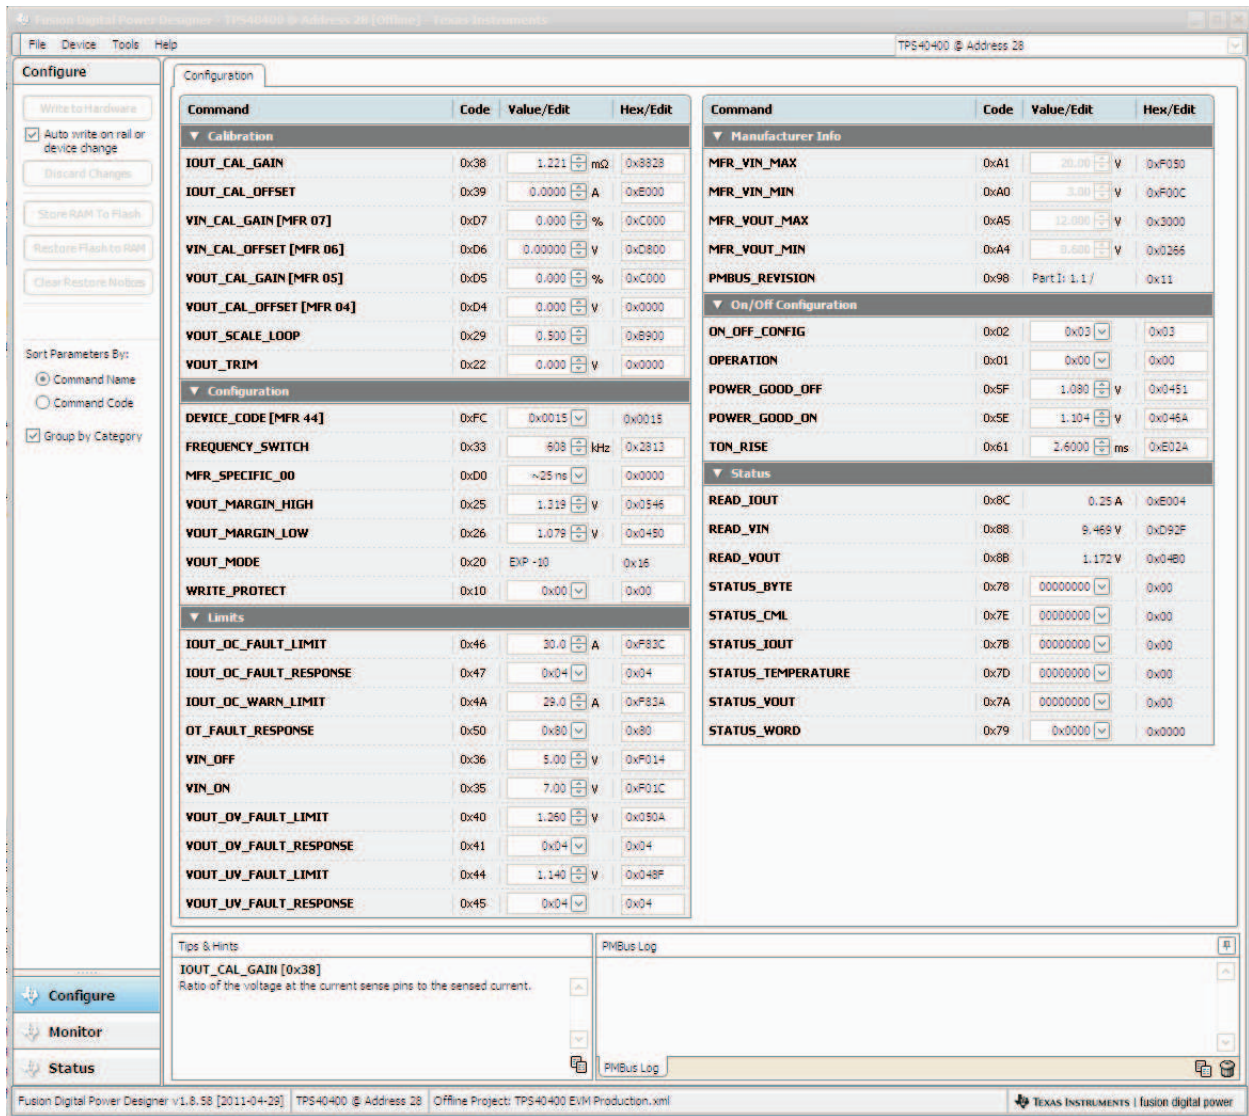 Fusion Digital Power Designer - TPS40400 @ Address 28 [Offline] - Texas Instruments
File Device Tools Help
TPS40400 @ Address 28
Configure
Write to Hardware
Auto write on rail or
device change
Discard Changes
Store RAM To Flash
Restore Flash to RAM
Clear Restore Notices
Sort Parameters By:
Command Name
Command Code
Group by Category
Configuration
Command Code Value/Edit Hex/Edit
▼ Calibration
IOUT_CAL_GAIN 0x38 1.221 mΩ 0x8828
IOUT_CAL_OFFSET 0x39 0.0000 A 0xE000
VIN_CAL_GAIN [MFR 07] 0xD7 0.000 % 0xC000
VIN_CAL_OFFSET [MFR 06] 0xD6 0.00000 V 0xD800
VOUT_CAL_GAIN [MFR 05] 0xD5 0.000 % 0xC000
VOUT_CAL_OFFSET [MFR 04] 0xD4 0.000 V 0x0000
VOUT_SCALE_LOOP 0x29 0.500 0xB900
VOUT_TRIM 0x22 0.000 V 0x0000
▼ Configuration
DEVICE_CODE [MFR 44] 0xFC 0x0015 0x0015
FREQUENCY_SWITCH 0x33 603 kHz 0x2813
MFR_SPECIFIC_00 0xD0 ~25 ns 0x0000
VOUT_MARGIN_HIGH 0x25 1.319 V 0x0546
VOUT_MARGIN_LOW 0x26 1.079 V 0x0450
VOUT_MODE 0x20 EXP -10 0x16
WRITE_PROTECT 0x10 0x00 0x00
▼ Limits
IOUT_OC_FAULT_LIMIT 0x46 30.0 A 0xF83C
IOUT_OC_FAULT_RESPONSE 0x47 0x04 0x04
IOUT_OC_WARN_LIMIT 0x4A 29.0 A 0xF83A
OT_FAULT_RESPONSE 0x50 0x80 0x80
VIN_OFF 0x36 5.00 V 0xF014
VIN_ON 0x35 7.00 V 0xF01C
VOUT_OV_FAULT_LIMIT 0x40 1.260 V 0x050A
VOUT_OV_FAULT_RESPONSE 0x41 0x04 0x04
VOUT_UV_FAULT_LIMIT 0x44 1.140 V 0x048F
VOUT_UV_FAULT_RESPONSE 0x45 0x04 0x04
Command Code Value/Edit Hex/Edit
▼ Manufacturer Info
MFR_VIN_MAX 0xA1 20.00 V 0xF050
MFR_VIN_MIN 0xA0 3.00 V 0xF00C
MFR_VOUT_MAX 0xA5 12.000 V 0x3000
MFR_VOUT_MIN 0xA4 0.600 V 0x0266
PMBUS_REVISION 0x98 Part I: 1.1 / 0x11
▼ On/Off Configuration
ON_OFF_CONFIG 0x02 0x03 0x03
OPERATION 0x01 0x00 0x00
POWER_GOOD_OFF 0x5F 1.080 V 0x0451
POWER_GOOD_ON 0x5E 1.104 V 0x046A
TON_RISE 0x61 2.6000 ms 0xE02A
▼ Status
READ_IOUT 0x8C 0.25 A 0xE004
READ_VIN 0x88 9.469 V 0xD92F
READ_VOUT 0x8B 1.172 V 0x04B0
STATUS_BYTE 0x78 00000000 0x00
STATUS_CML 0x7E 00000000 0x00
STATUS_IOUT 0x7B 00000000 0x00
STATUS_TEMPERATURE 0x7D 00000000 0x00
STATUS_VOUT 0x7A 00000000 0x00
STATUS_WORD 0x79 0x0000 0x0000
Tips & Hints
IOUT_CAL_GAIN [0x38]
Ratio of the voltage at the current sense pins to the sensed current.
PMBus Log
PMBus Log
Configure
Monitor
Status
Fusion Digital Power Designer v1.8.58 [2011-04-29] TPS40400 @ Address 28 Offline Project: TPS40400 EVM Production.xml
TEXAS INSTRUMENTS | fusion digital power